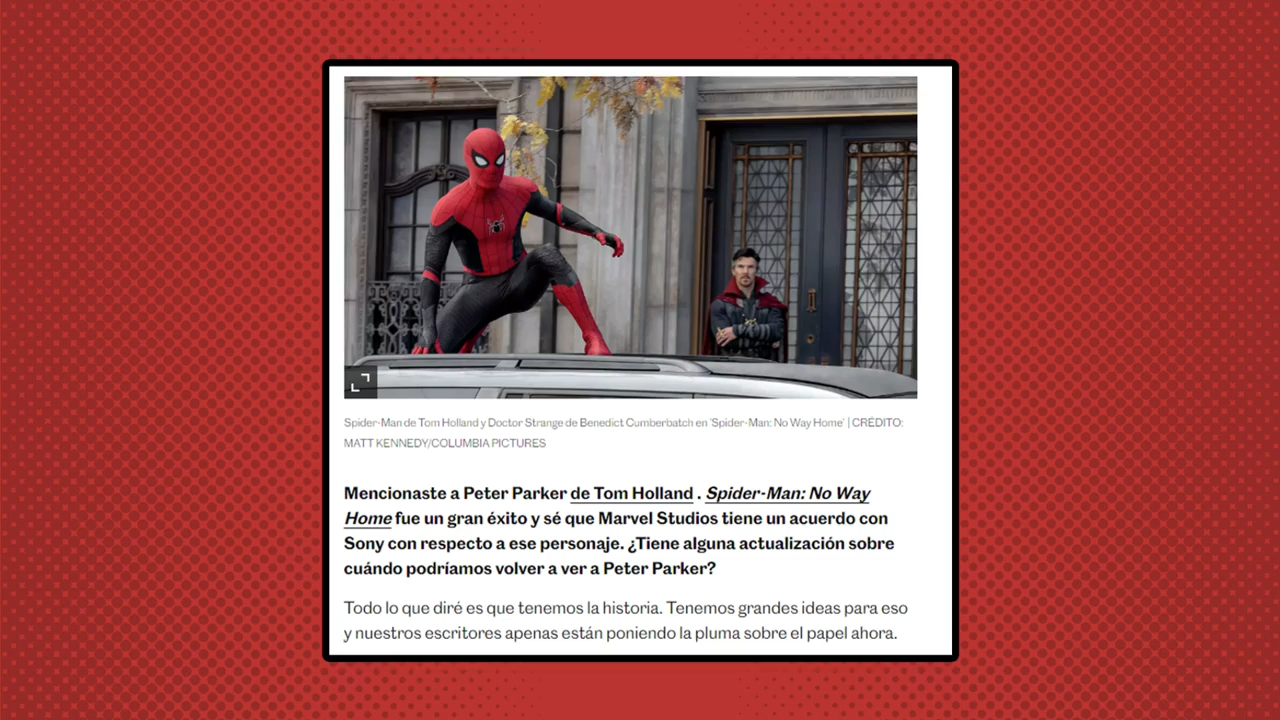 Spider-Man de Tom Holland y Doctor Strange de Benedict Cumberbatch en 'Spider-Man: No Way Home' | CRÉDITO:
MATT KENNEDY/COLUMBIA PICTURES
Mencionaste a Peter Parker de Tom Holland . Spider-Man: No Way
Home fue un gran éxito y sé que Marvel Studios tiene un acuerdo con
Sony con respecto a ese personaje. ¿Tiene alguna actualización sobre
cuándo podríamos volver a ver a Peter Parker?
Todo lo que diré es que tenemos la historia. Tenemos grandes ideas para eso
y nuestros escritores apenas están poniendo la pluma sobre el papel ahora.